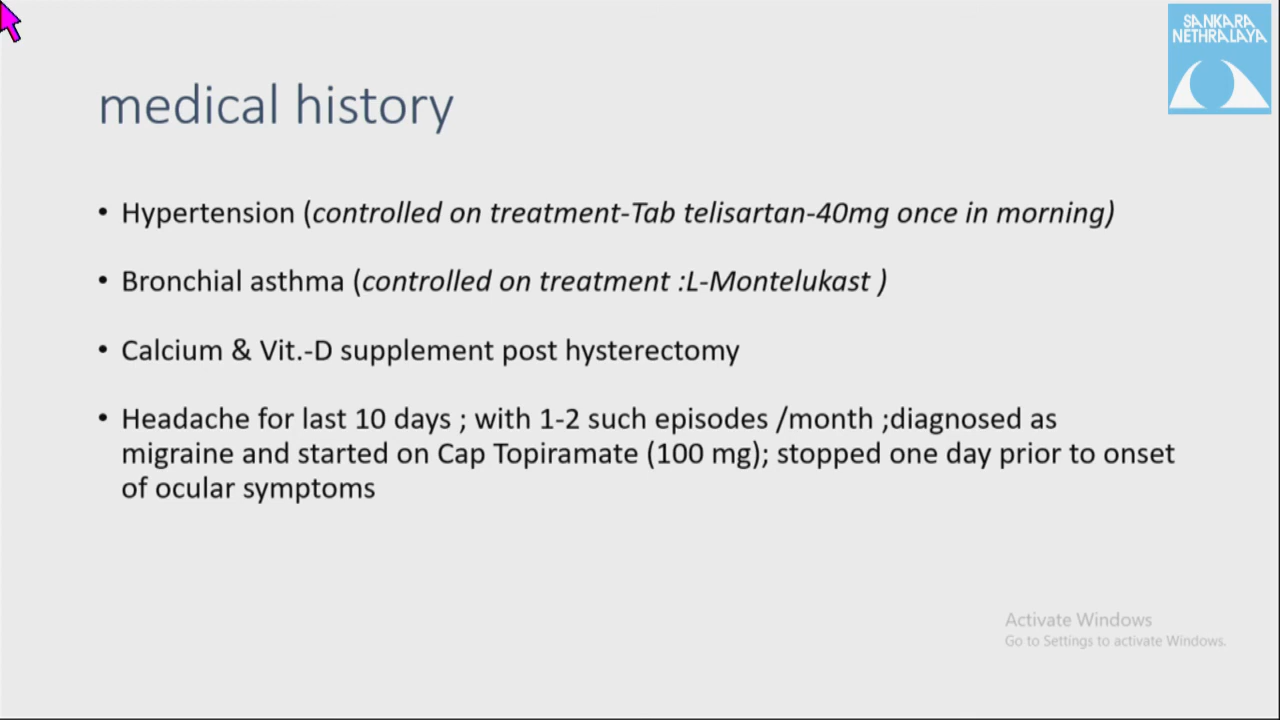 SANKARA
NETHRALAYA
medical history
• Hypertension (controlled on treatment-Tab telisartan-40mg once in morning)
• Bronchial asthma (controlled on treatment :L-Montelukast )
• Calcium & Vit.-D supplement post hysterectomy
• Headache for last 10 days ; with 1-2 such episodes /month ;diagnosed as
migraine and started on Cap Topiramate (100 mg); stopped one day prior to onset
of ocular symptoms
Activate Windows
Go to Settings to activate Windows.